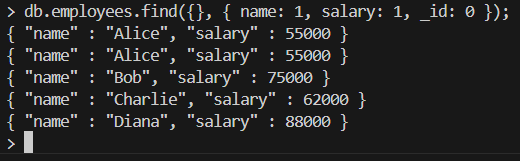 > db.employees.find({}, { name: 1, salary: 1, _id: 0 });
{ "name" : "Alice", "salary" : 55000 }
{ "name" : "Alice", "salary" : 55000 }
{ "name" : "Bob", "salary" : 75000 }
{ "name" : "Charlie", "salary" : 62000 }
{ "name" : "Diana", "salary" : 88000 }
>